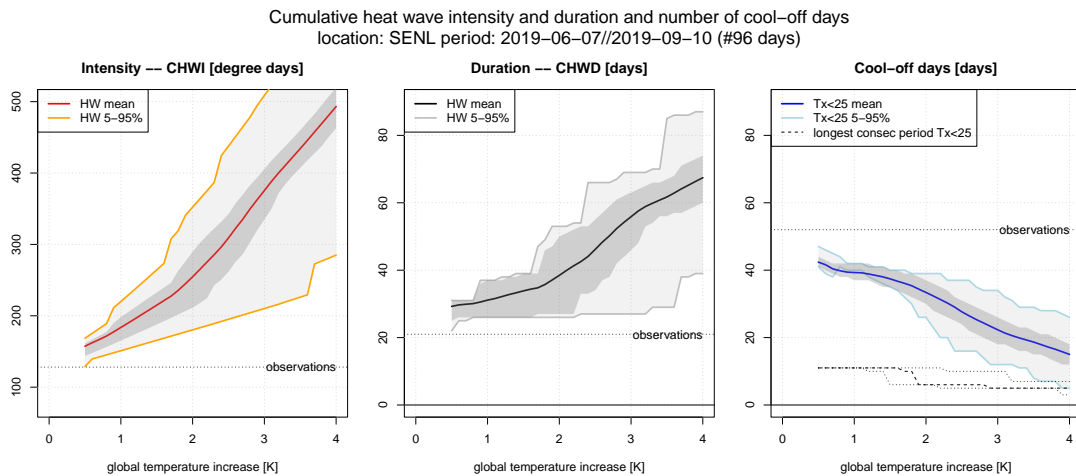 Cumulative heat wave intensity and duration and number of cool−off days
location: SENL period: 2019−06−07//2019−09−10 (#96 days)
Intensity −− CHWI [degree days]
HW mean
HW 5−95%
500
400
300
200
100
observations
0 1 2 3 4
global temperature increase [K]
Duration −− CHWD [days]
HW mean
HW 5−95%
80
60
40
20
0
observations
0 1 2 3 4
global temperature increase [K]
Cool−off days [days]
Tx<25 mean
Tx<25 5−95%
longest consec period Tx<25
80
60
40
20
0
observations
0 1 2 3 4
global temperature increase [K]